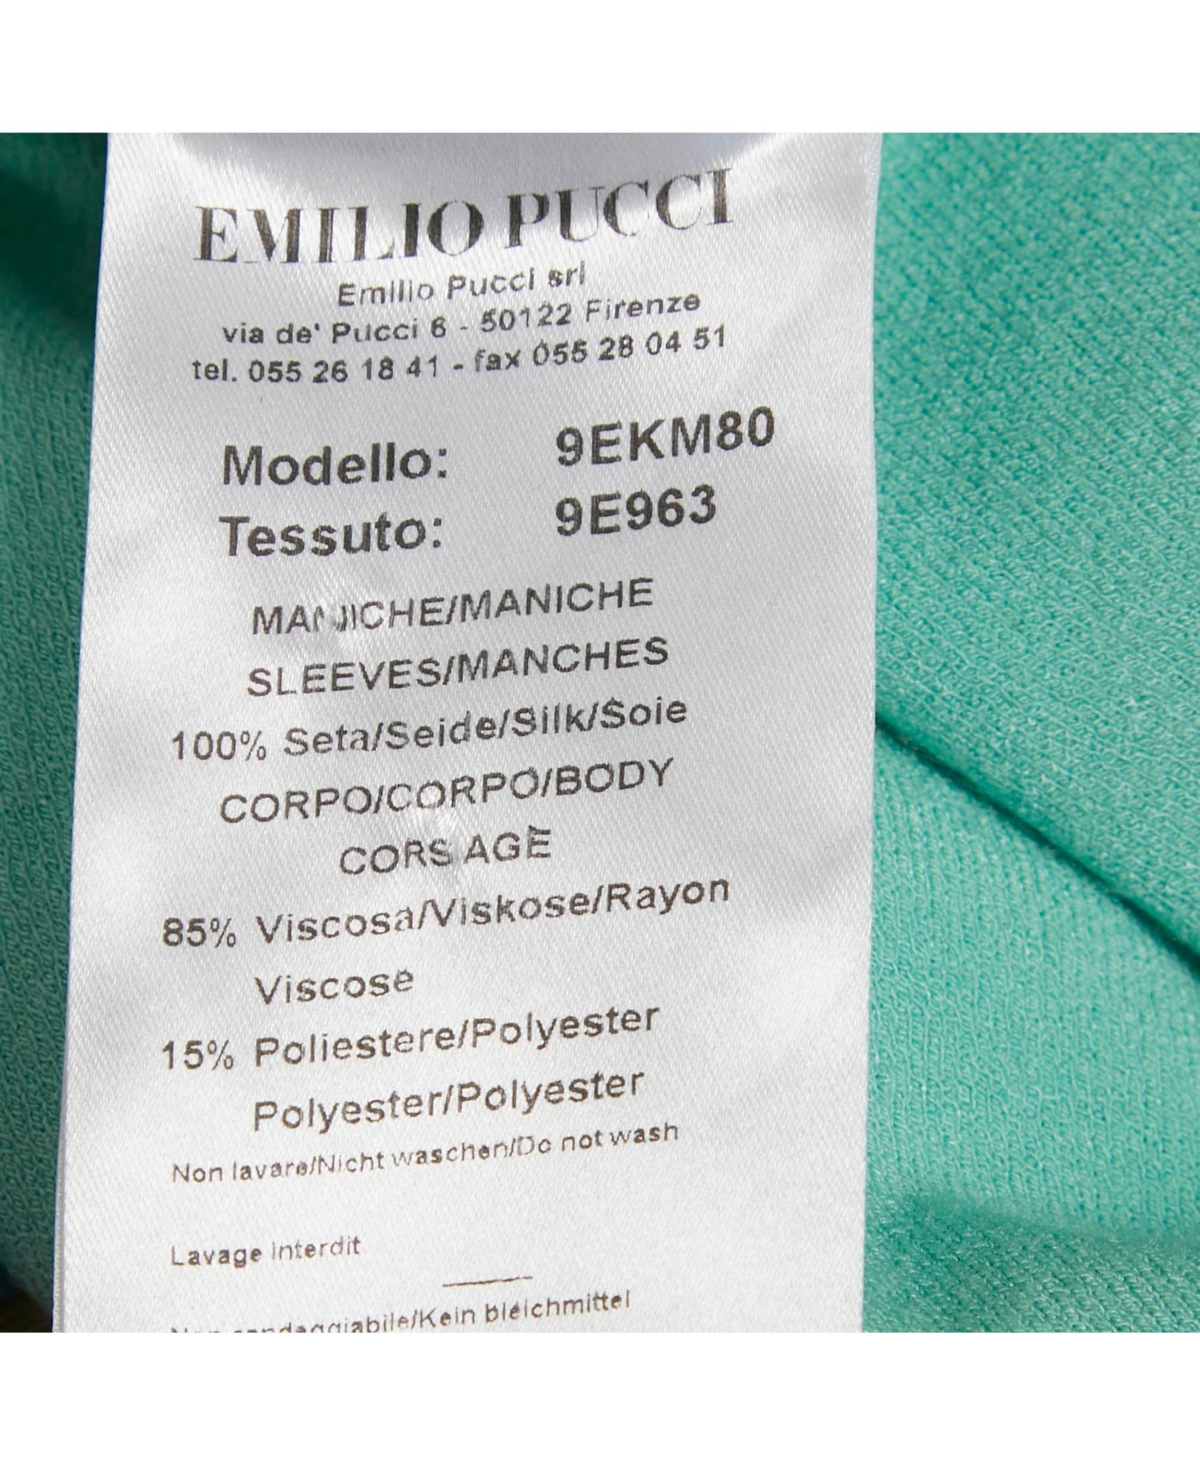 EMILIO PUCCI
Emilio Pucci srl
via de' Pucci 6 - 50122 Firenze
tel. 055 26 18 41 - fax 055 28 04 51
Modello: 9EKM80
Tessuto: 9E963
MANICHE/MANICHE
SLEEVES/MANCHES
100% Seta/Seide/Silk/Soie
CORPO/CORPO/BODY
CORSAGE
85% Viscosa/Viskose/Rayon
Viscose
15% Poliestere/Polyester
Polyester/Polyester
Non lavare/Nicht waschen/Do not wash
Lavage interdit
candeggiabile/Kein bleichmittel